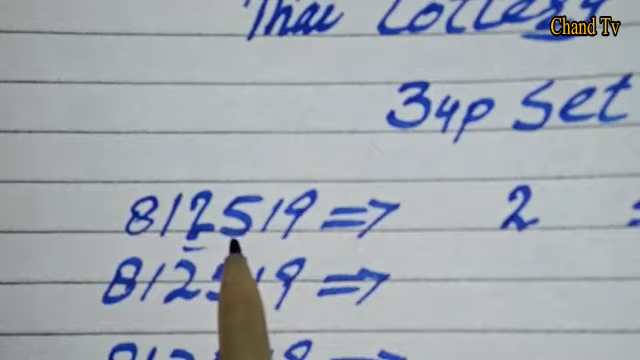 Thai Lottery
Chand Tv
3up Set
812519 => 2
812519 =>